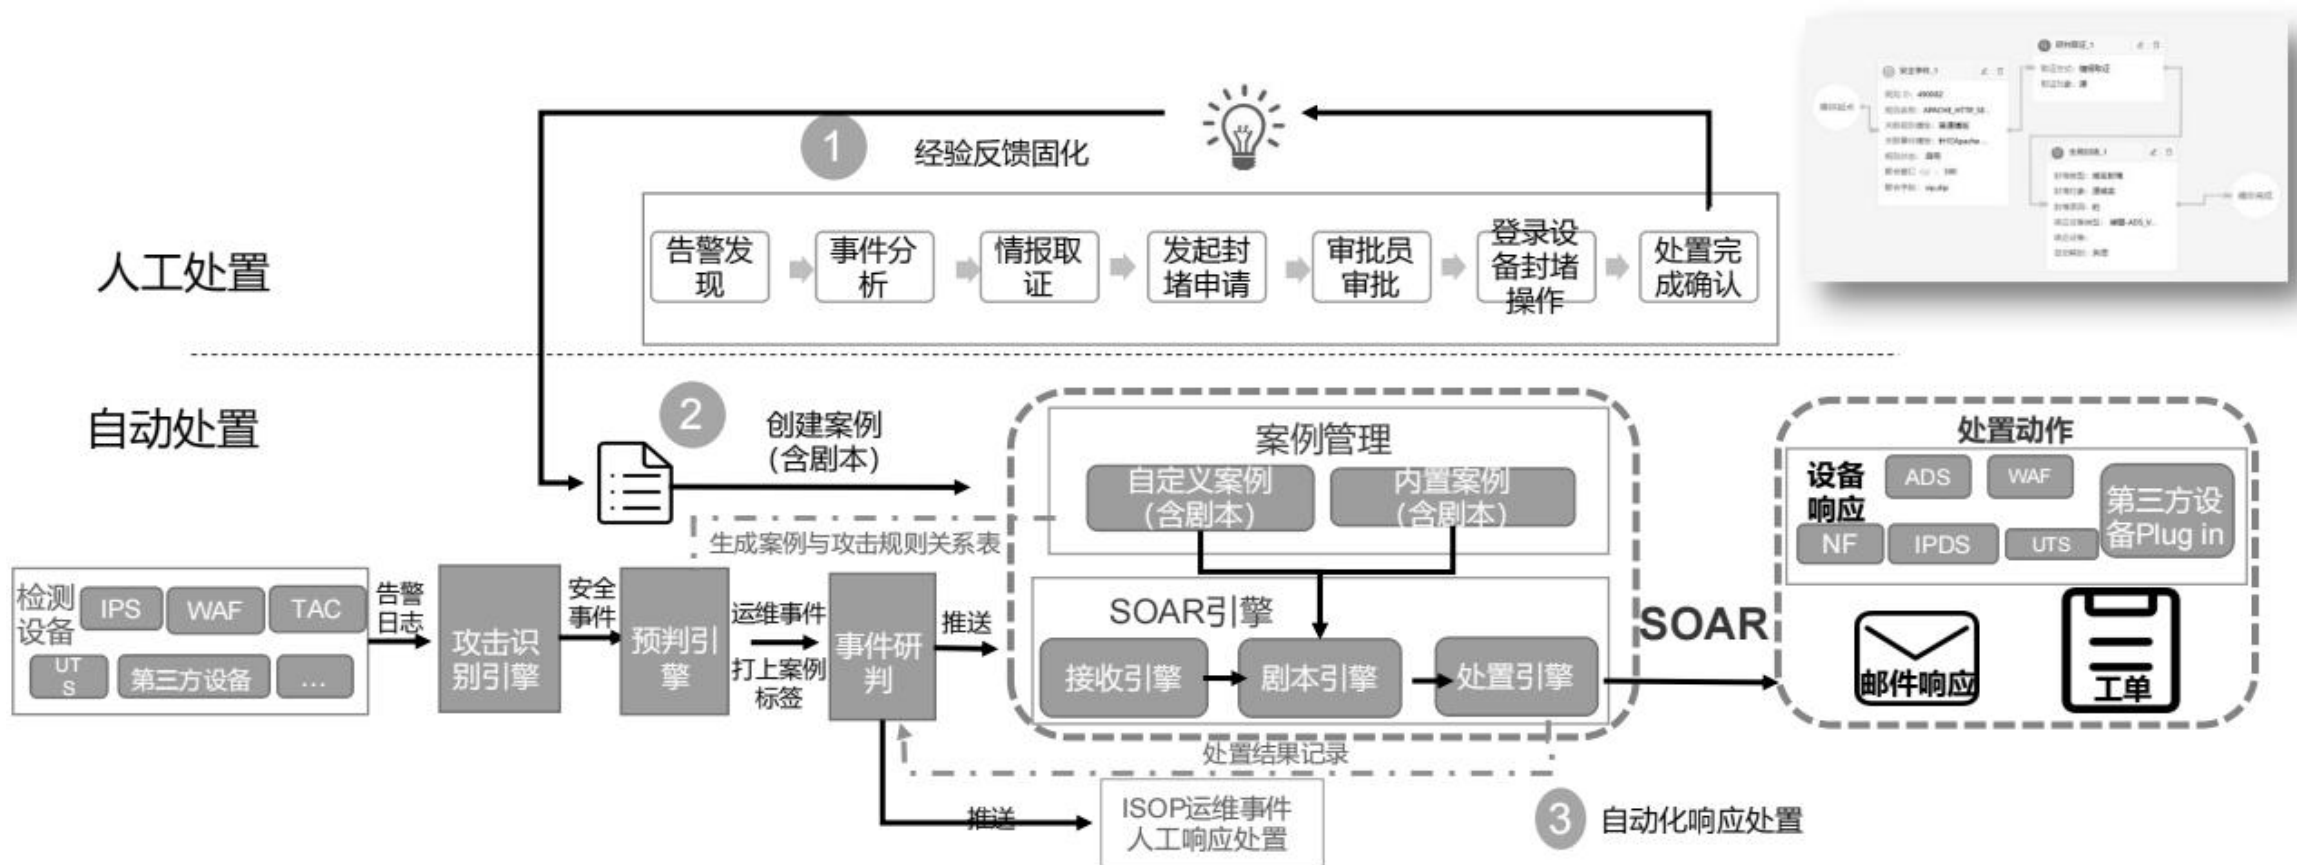 1
经验反馈固化
人工处置
告警发
现
事件分
析
情报取
证
发起封
堵申请
审批员
审批
登录设
备封堵
操作
处置完
成确认
自动处置
2
创建案例
(含剧本)
案例管理
自定义案例
(含剧本)
内置案例
(含剧本)
生成案例与攻击规则关系表
检测
设备
IPS
WAF
TAC
UT
S
第三方设备
...
告警
日志
攻击识
别引擎
安全
事件
预判引
擎
运维事件
打上案例
标签
事件研
判
推送
SOAR引擎
接收引擎
剧本引擎
处置引擎
SOAR
处置动作
设备
响应
ADS
WAF
NF
IPDS
UTS
第三方设
备Plug in
邮件响应
工单
处置结果记录
推送
ISOP运维事件
人工响应处置
3
自动化响应处置
490002